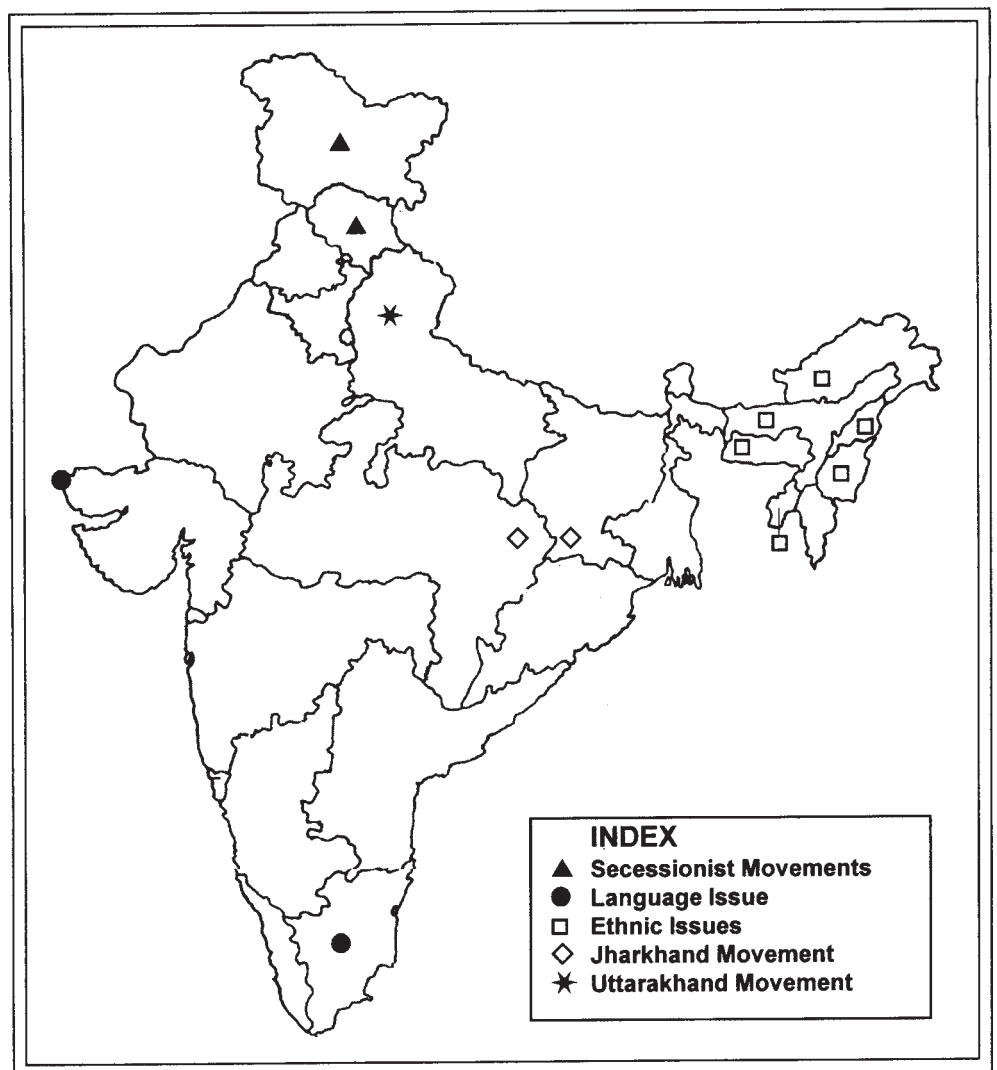 INDEX
Secessionist Movements
Language Issue
Ethnic Issues
Jharkhand Movement
Uttarakhand Movement